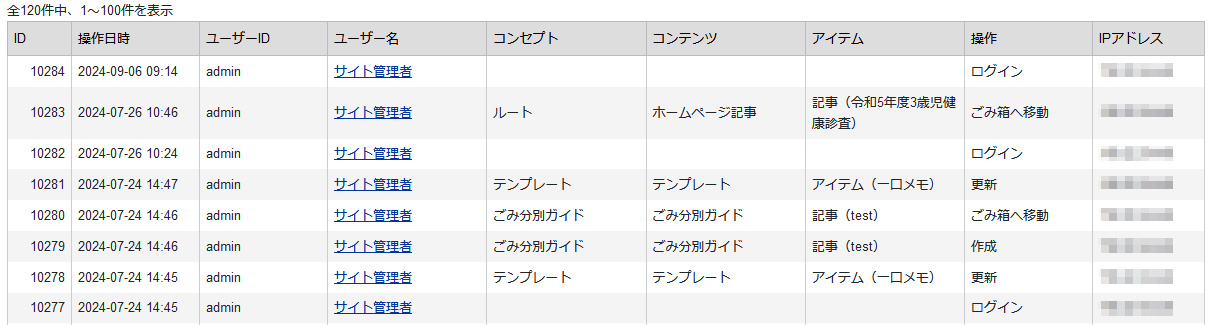 全120件中、1～100件を表示
ID 操作日時 ユーザーID ユーザー名 コンセプト コンテンツ アイテム 操作 IPアドレス
10284 2024-09-06 09:14 admin サイト管理者 ログイン
10283 2024-07-26 10:46 admin サイト管理者 ルート ホームページ記事 記事（令和5年度3歳児健康診査） ごみ箱へ移動
10282 2024-07-26 10:24 admin サイト管理者 ログイン
10281 2024-07-24 14:47 admin サイト管理者 テンプレート テンプレート アイテム（一口メモ） 更新
10280 2024-07-24 14:46 admin サイト管理者 ごみ分別ガイド ごみ分別ガイド 記事（test） ごみ箱へ移動
10279 2024-07-24 14:46 admin サイト管理者 ごみ分別ガイド ごみ分別ガイド 記事（test） 作成
10278 2024-07-24 14:45 admin サイト管理者 テンプレート テンプレート アイテム（一口メモ） 更新
10277 2024-07-24 14:45 admin サイト管理者 ログイン